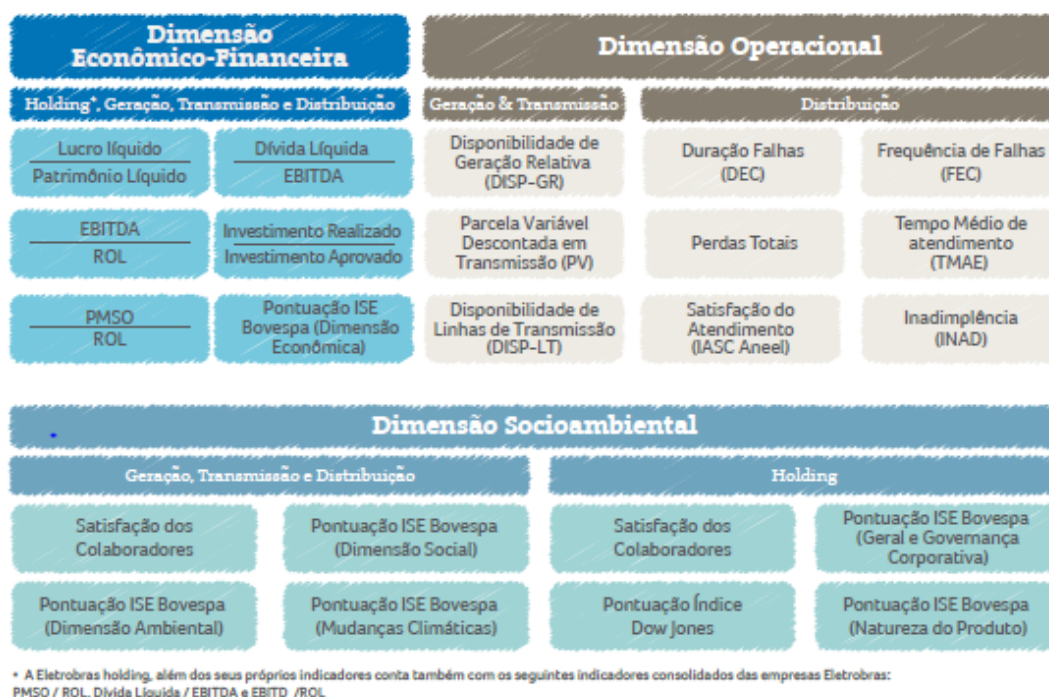 Dimensão
Econômico-Financeira
Holding*, Geração, Transmissão e Distribuição
Lucro líquido
Patrimônio Líquido
Dívida Líquida
EBITDA
EBITDA
ROL
Investimento Realizado
Investimento Aprovado
PMSO
ROL
Pontuação ISE
Bovespa (Dimensão
Econômica)
Dimensão Operacional
Geração & Transmissão
Distribuição
Disponibilidade de
Geração Relativa
(DISP-GR)
Duração Falhas
(DEC)
Frequência de Falhas
(FEC)
Parcela Variável
Descontada em
Transmissão (PV)
Perdas Totais
Tempo Médio de
atendimento
(TMAE)
Disponibilidade de
Linhas de Transmissão
(DISP-LT)
Satisfação do
Atendimento
(IASC Aneel)
Inadimplência
(INAD)
Dimensão Socioambiental
Geração, Transmissão e Distribuição
Satisfação dos
Colaboradores
Pontuação ISE Bovespa
(Dimensão Social)
Pontuação ISE Bovespa
(Dimensão Ambiental)
Pontuação ISE Bovespa
(Mudanças Climáticas)
Holding
Satisfação dos
Colaboradores
Pontuação ISE Bovespa
(Geral e Governança
Corporativa)
Pontuação Índice
Dow Jones
Pontuação ISE Bovespa
(Natureza do Produto)
* A Eletrobras holding, além dos seus próprios indicadores conta também com os seguintes indicadores consolidados das empresas Eletrobras:
PMSO / ROL, Dívida Líquida / EBITDA e EBITD /ROL